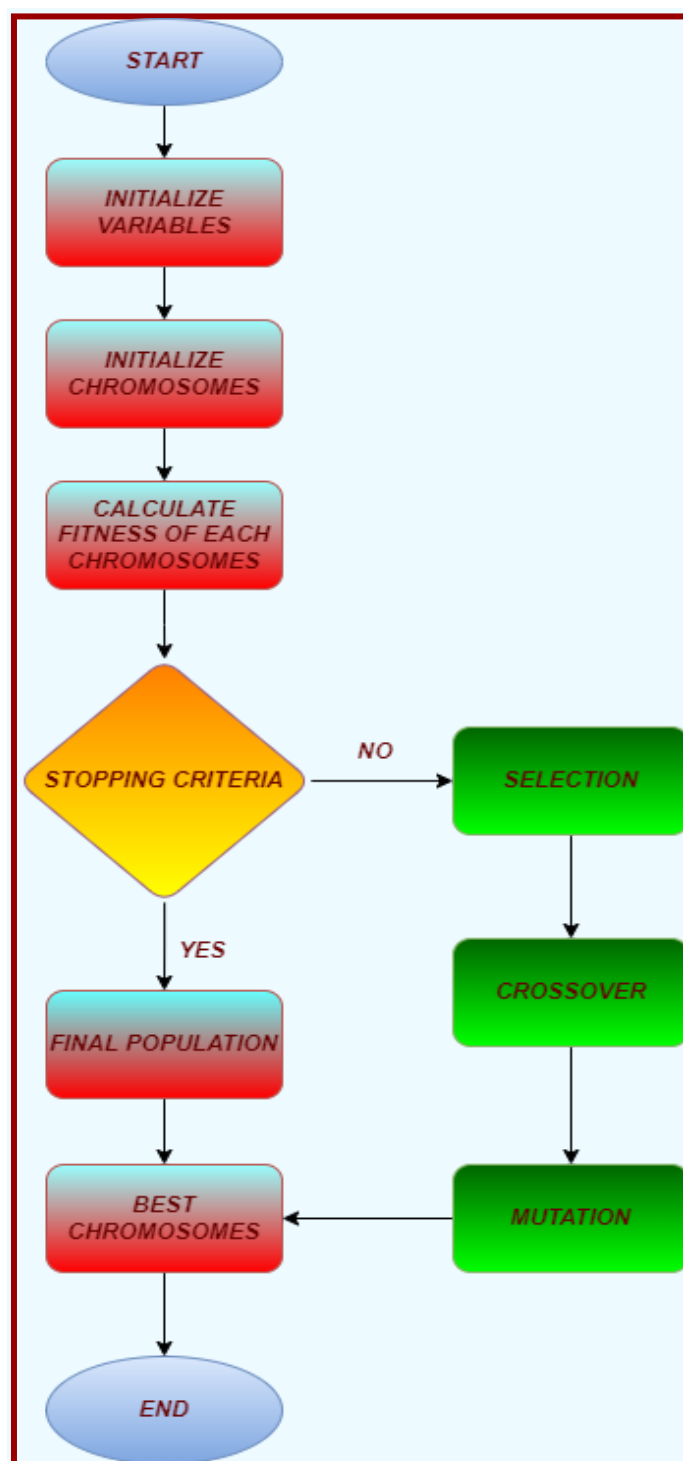 START
INITIALIZE
VARIABLES
INITIALIZE
CHROMOSOMES
CALCULATE
FITNESS OF EACH
CHROMOSOMES
STOPPING CRITERIA
NO
SELECTION
YES
CROSSOVER
FINAL POPULATION
BEST
CHROMOSOMES
MUTATION
END